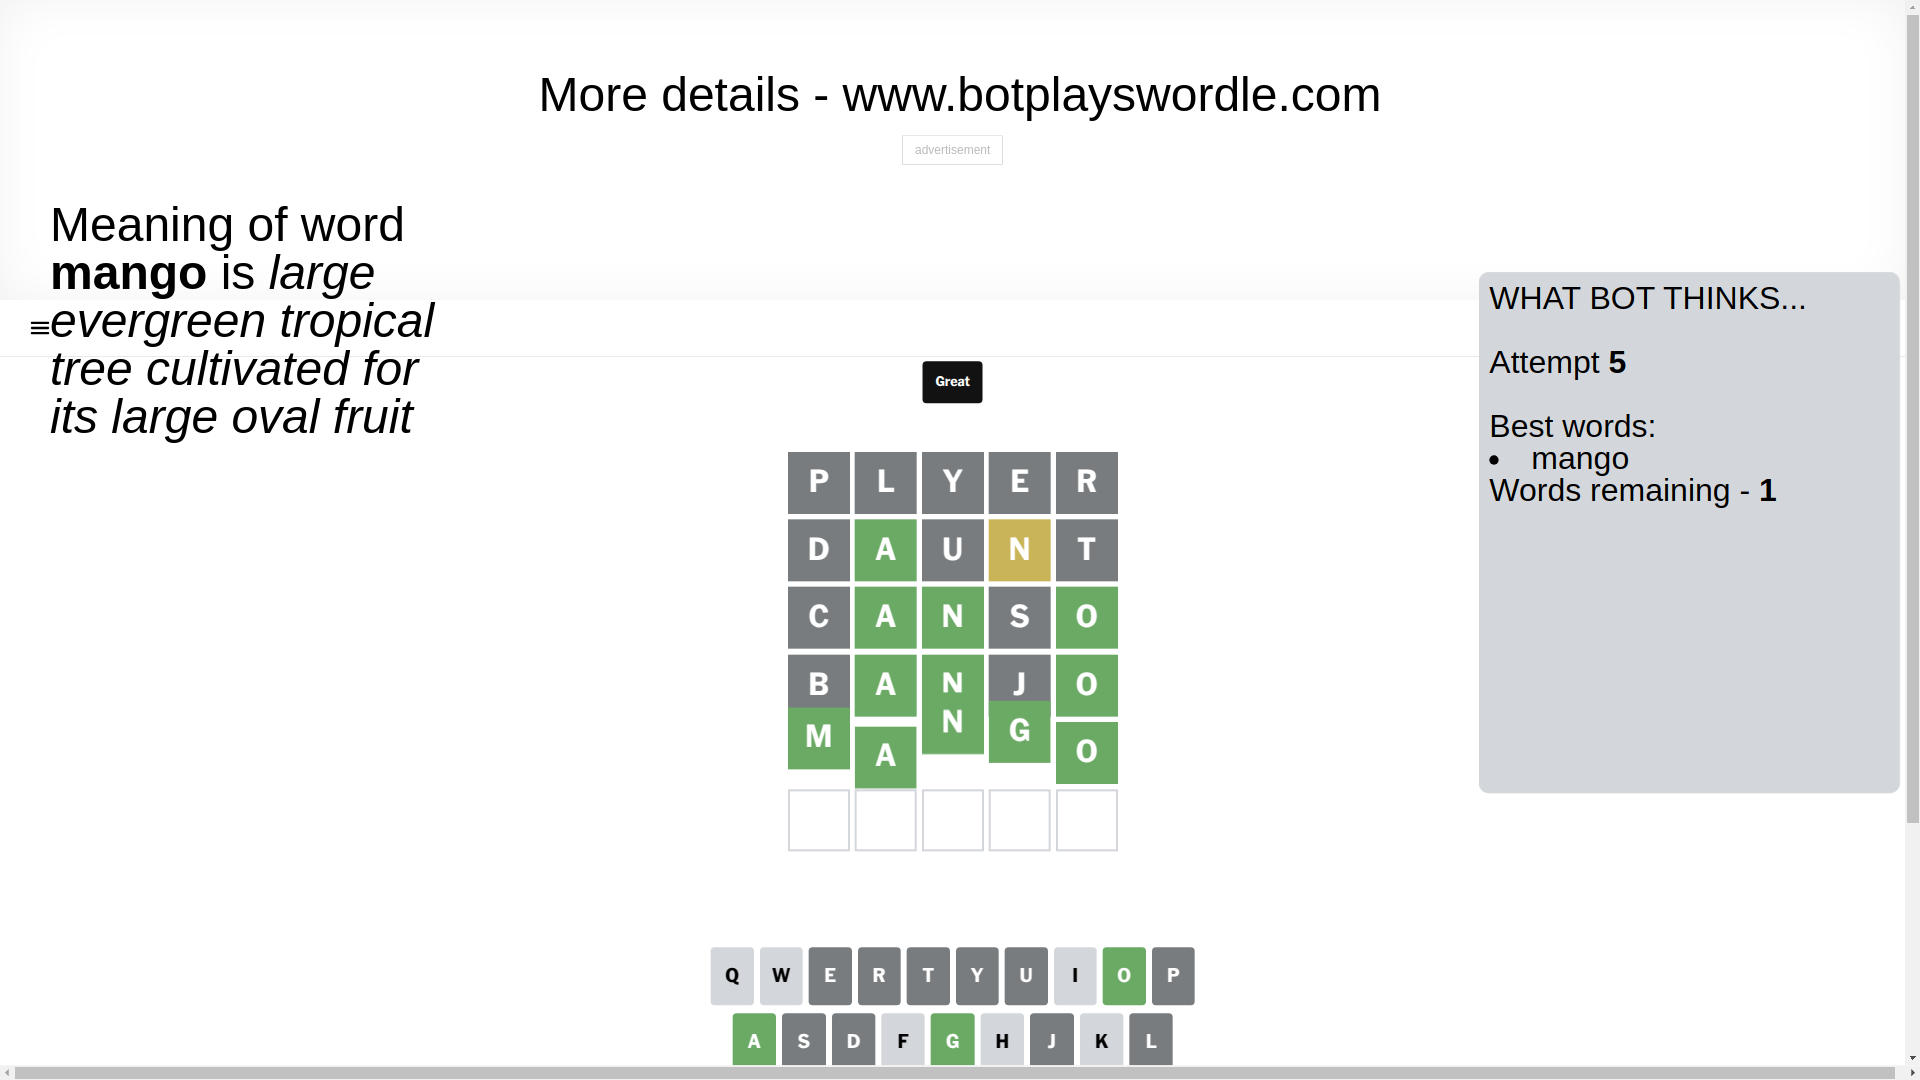 More details - www.botplayswordle.com
advertisement
Meaning of word
mango is large
evergreen tropical
tree cultivated for
its large oval fruit
WHAT BOT THINKS...
Attempt 5
Best words:
• mango
Words remaining - 1
Great
P L Y E R
D A U N T
C A N S O
B A N J O
M A N G O
Q W E R T Y U I O P
A S D F G H J K L